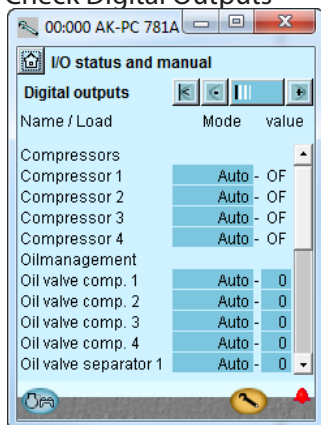 Check Digital Outputs
00:000 AK-PC 781A
I/O status and manual
Digital outputs
Name / Load Mode value
Compressors
Compressor 1 Auto - OF
Compressor 2 Auto - OF
Compressor 3 Auto - OF
Compressor 4 Auto - OF
Oilmanagement
Oil valve comp. 1 Auto - 0
Oil valve comp. 2 Auto - 0
Oil valve comp. 3 Auto - 0
Oil valve comp. 4 Auto - 0
Oil valve separator 1 Auto - 0